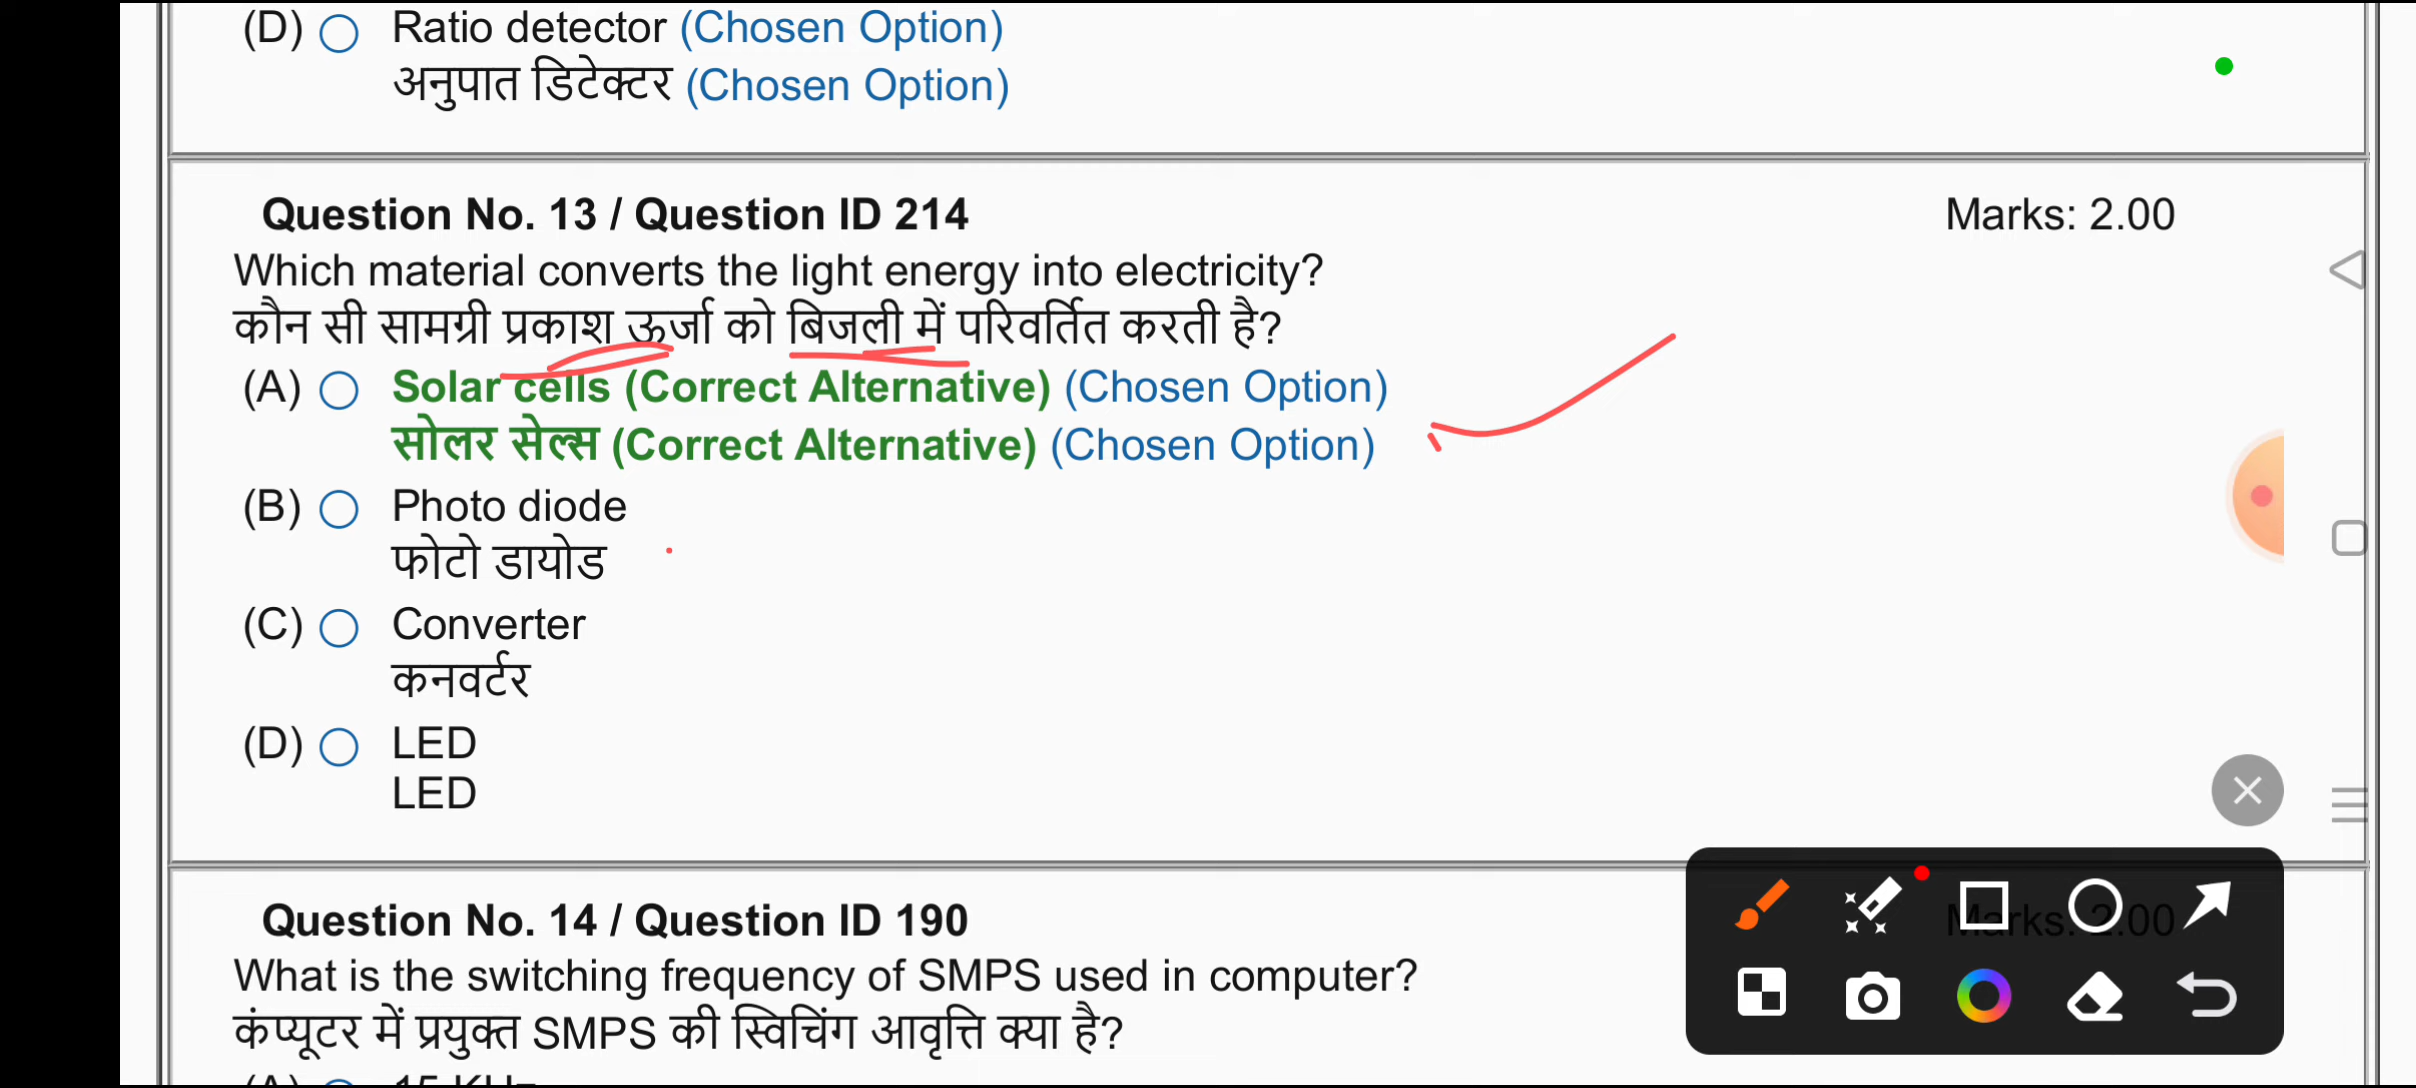 (D) Ratio detector (Chosen Option)
अनुपात डिटेक्टर (Chosen Option)
Question No. 13 / Question ID 214
Marks: 2.00
Which material converts the light energy into electricity?
कौन सी सामग्री प्रकाश ऊर्जा को बिजली में परिवर्तित करती है?
(A) Solar cells (Correct Alternative) (Chosen Option)
सोलर सेल्स (Correct Alternative) (Chosen Option)
(B) Photo diode
फोटो डायोड
(C) Converter
कनवर्टर
(D) LED
LED
Question No. 14 / Question ID 190
Marks: 2.00
What is the switching frequency of SMPS used in computer?
कंप्यूटर में प्रयुक्त SMPS की स्विचिंग आवृत्ति क्या है?